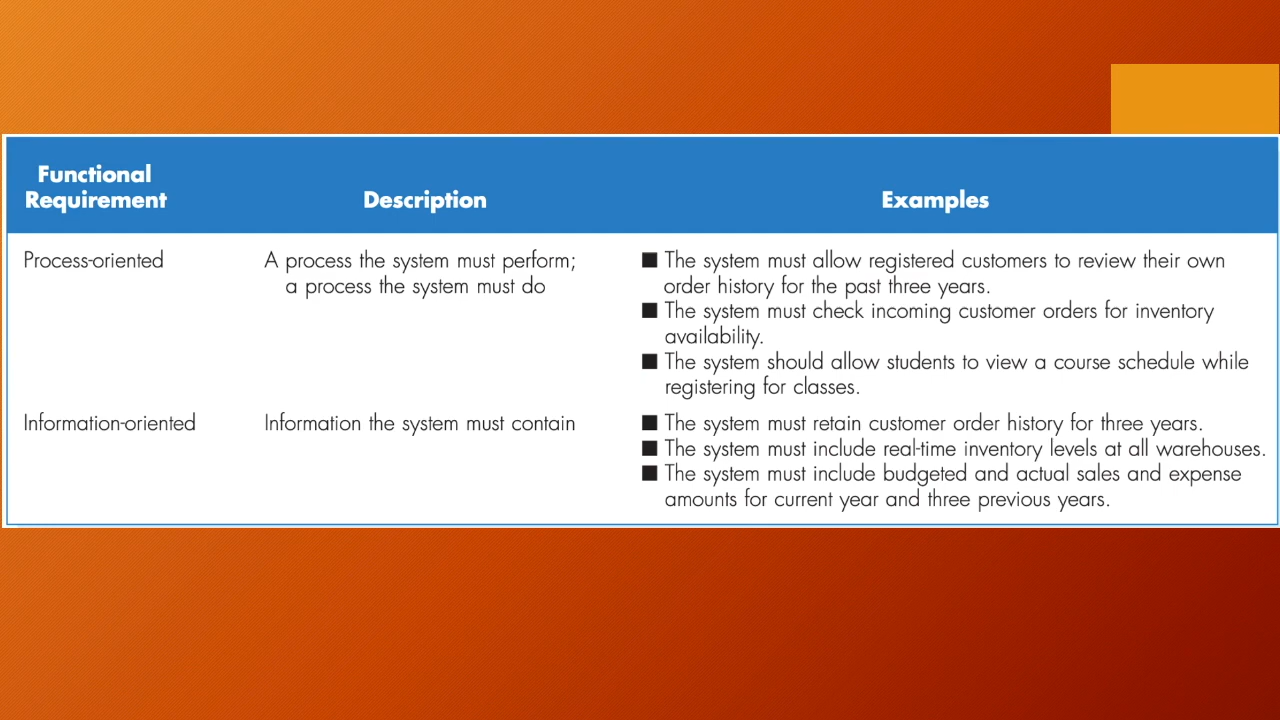 Functional
Requirement
Description
Examples
Process-oriented
A process the system must perform;
a process the system must do
■ The system must allow registered customers to review their own
order history for the past three years.
■ The system must check incoming customer orders for inventory
availability.
■ The system should allow students to view a course schedule while
registering for classes.
Information-oriented
Information the system must contain
■ The system must retain customer order history for three years.
■ The system must include real-time inventory levels at all warehouses.
■ The system must include budgeted and actual sales and expense
amounts for current year and three previous years.